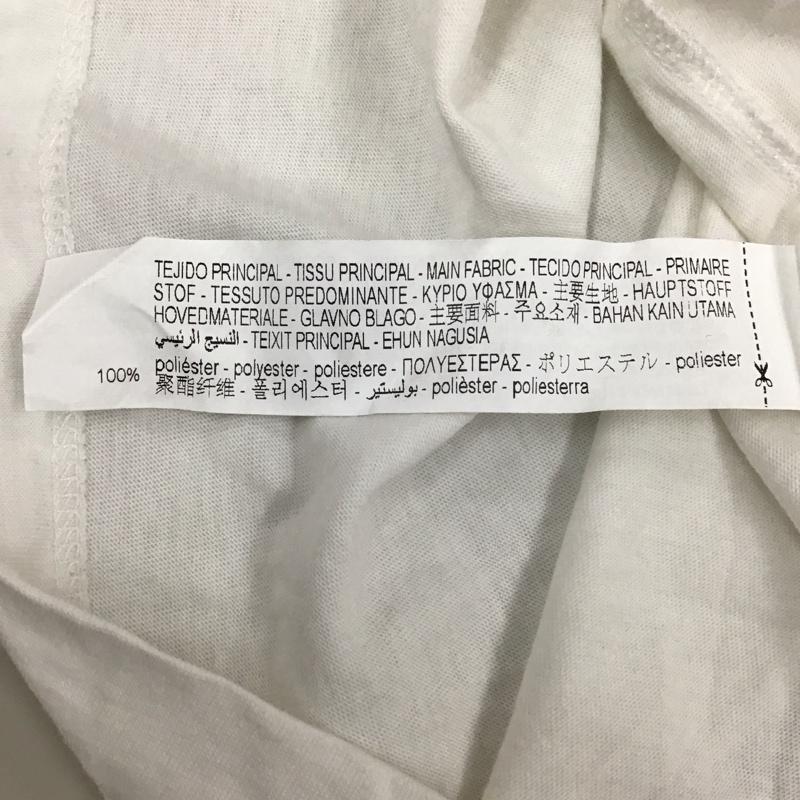 TEJIDO PRINCIPAL - TISSU PRINCIPAL - MAIN FABRIC - TECIDO PRINCIPAL - PRIMAIRE
STOF - TESSUTO PREDOMINANTE - ΚΥΡΙΟ ΥΦΑΣΜΑ - 主要生地 - HAUPTSTOFF
HOVEDMATERIALE - GLAVNO BLAGO - 主要面料 - 주요소재 - BAHAN KAIN UTAMA
النسيج الرئيسي - TEIXIT PRINCIPAL - EHUN NAGUSIA
100% poliéster - polyester - poliestere - ΠΟΛΥΕΣΤΕΡΑΣ - ポリエステル - poliester
聚酯纤维 - 폴리에스터 - بوليستير - polièster - poliesterra